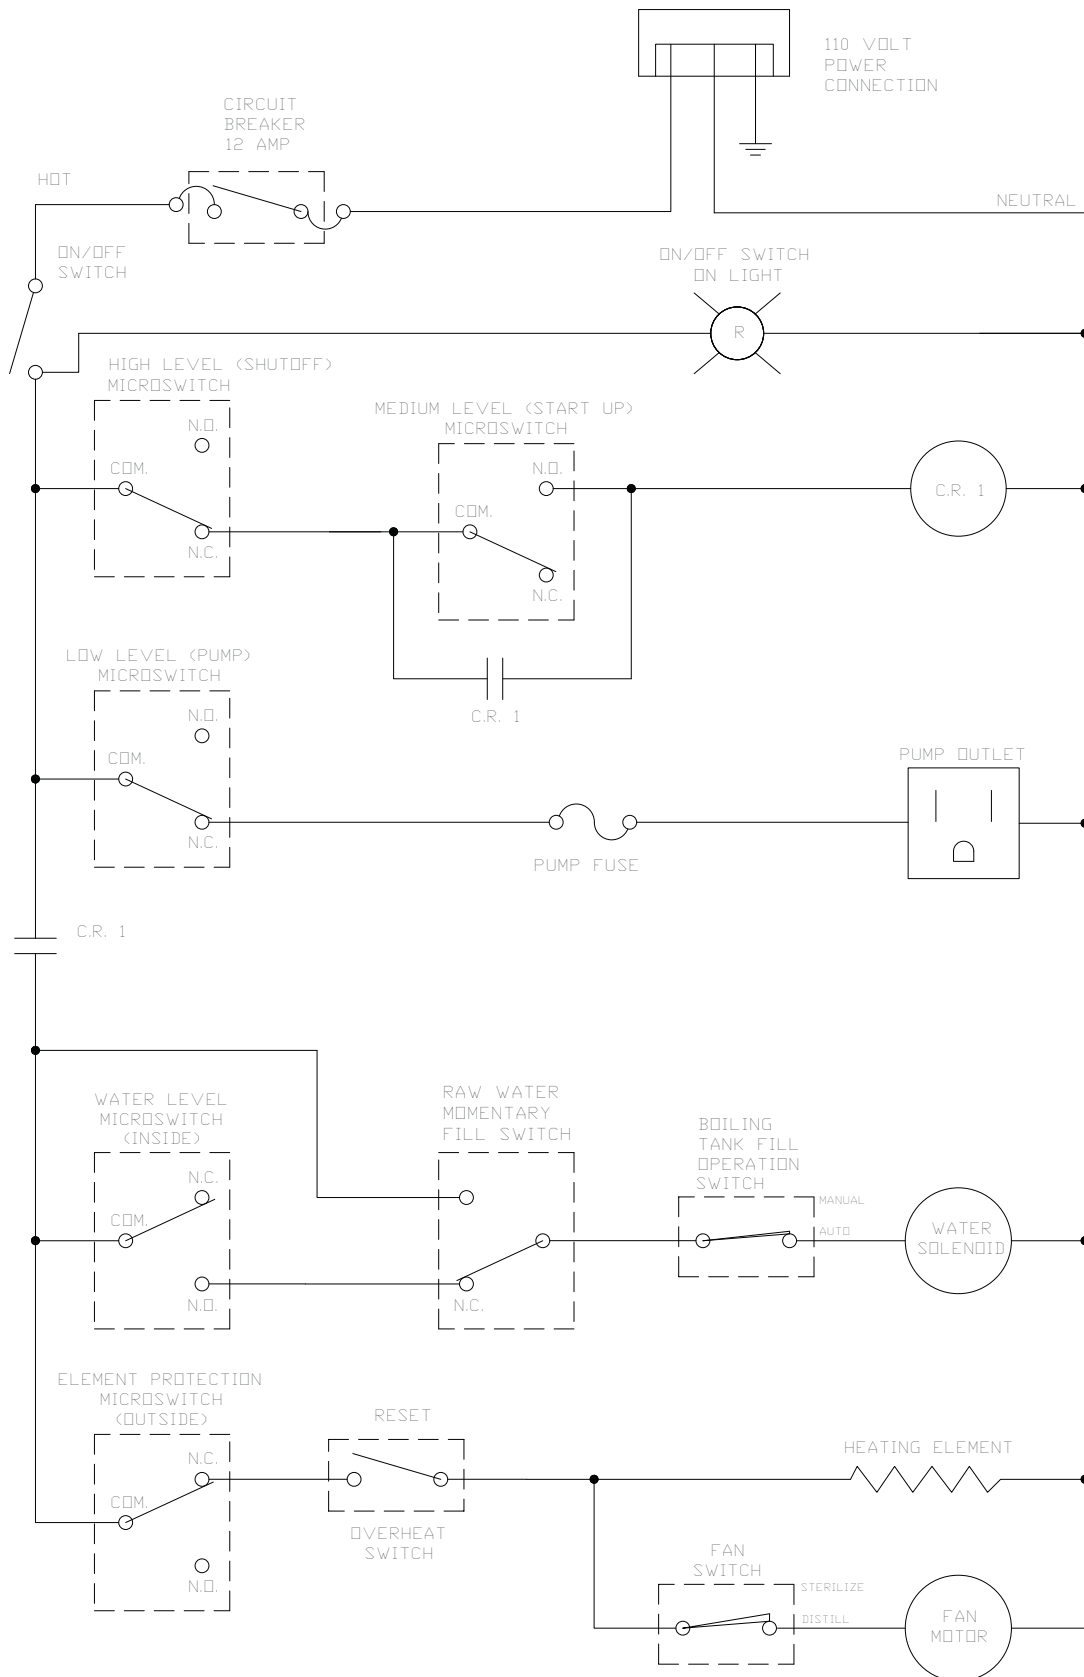 110 VOLT
POWER
CONNECTION
CIRCUIT
BREAKER
12 AMP
HOT
NEUTRAL
ON/OFF
SWITCH
ON/OFF SWITCH
ON LIGHT
R
HIGH LEVEL (SHUTOFF)
MICROSWITCH
N.O.
COM.
N.C.
MEDIUM LEVEL (START UP)
MICROSWITCH
N.O.
COM.
N.C.
C.R. 1
C.R. 1
LOW LEVEL (PUMP)
MICROSWITCH
N.O.
COM.
N.C.
PUMP FUSE
PUMP OUTLET
C.R. 1
WATER LEVEL
MICROSWITCH
(INSIDE)
N.C.
COM.
N.O.
RAW WATER
MOMENTARY
FILL SWITCH
N.C.
BOILING
TANK FILL
OPERATION
SWITCH
MANUAL
AUTO
WATER
SOLENOID
ELEMENT PROTECTION
MICROSWITCH
(OUTSIDE)
N.C.
COM.
N.O.
RESET
OVERHEAT
SWITCH
HEATING ELEMENT
FAN
SWITCH
STERILIZE
DISTILL
FAN
MOTOR